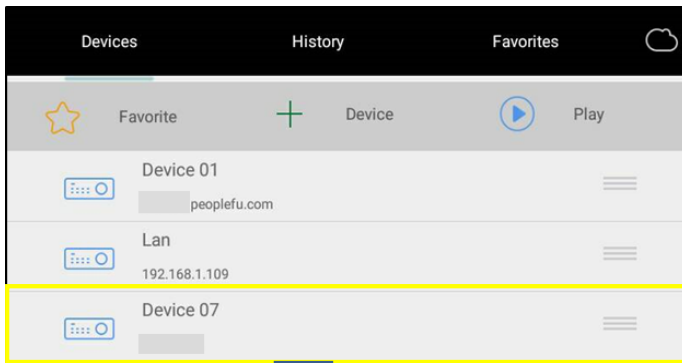 Devices History Favorites
Favorite Device Play
Device 01
peoplefu.com
Lan
192.168.1.109
Device 07